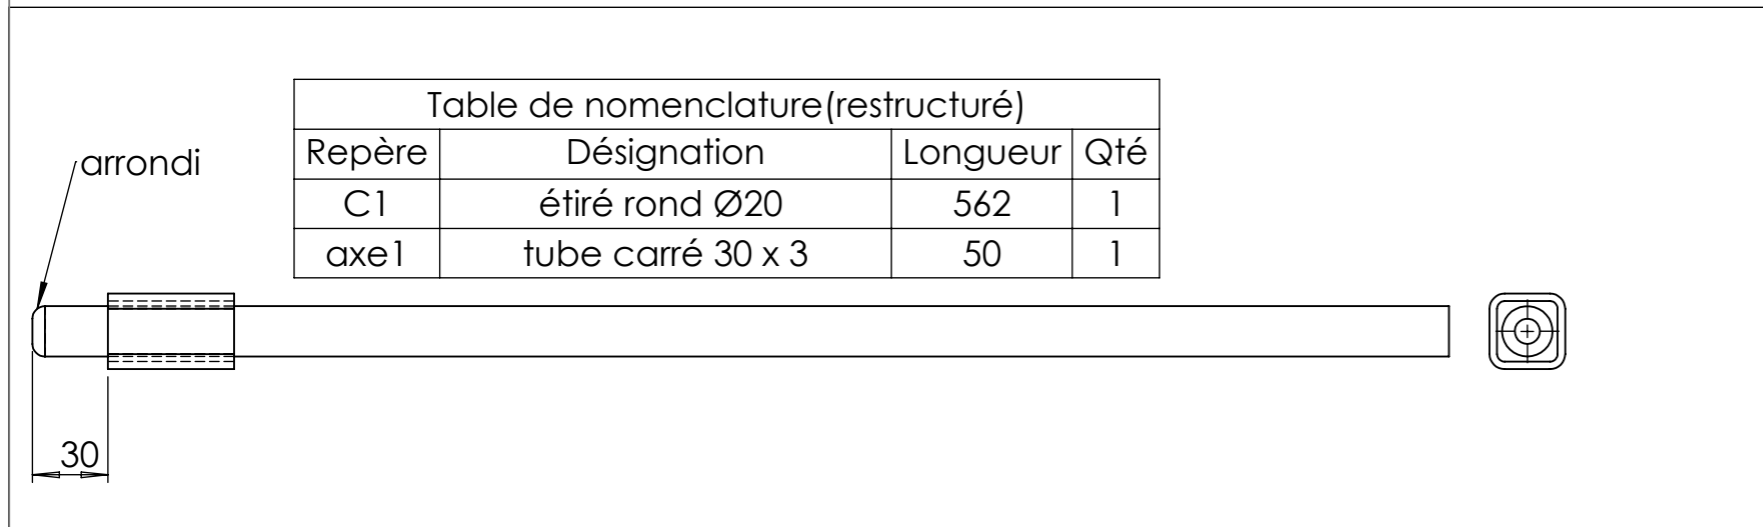 Table de nomenclature(restructuré)
Repère Désignation Longueur Qté
arrondi
C1 étiré rond Ø20 562 1
axe1 tube carré 30 x 3 50 1
30